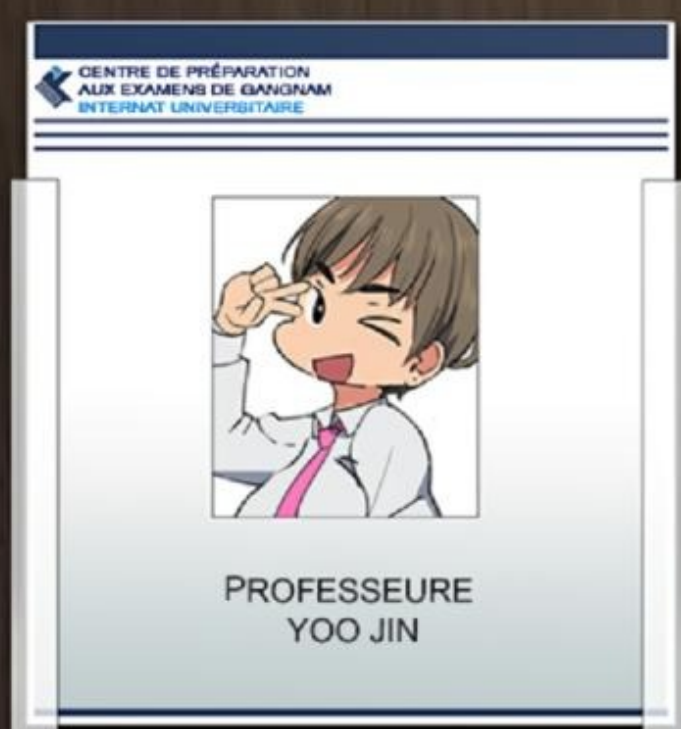 CENTRE DE PRÉPARATION
AUX EXAMENS DE GANGNAM
INTERNAT UNIVERSITAIRE
PROFESSEURE
YOO JIN